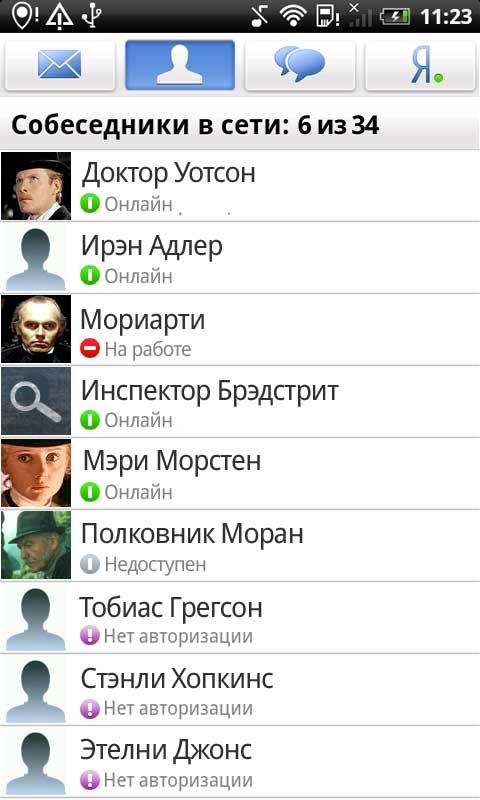 11:23
Я
Собеседники в сети: 6 из 34
Доктор Уотсон
Онлайн
Ирэн Адлер
Онлайн
Мориарти
На работе
Инспектор Брэдстрит
Онлайн
Мэри Морстен
Онлайн
Полковник Моран
Недоступен
Тобиас Грегсон
Нет авторизации
Стэнли Хопкинс
Нет авторизации
Этелни Джонс
Нет авторизации